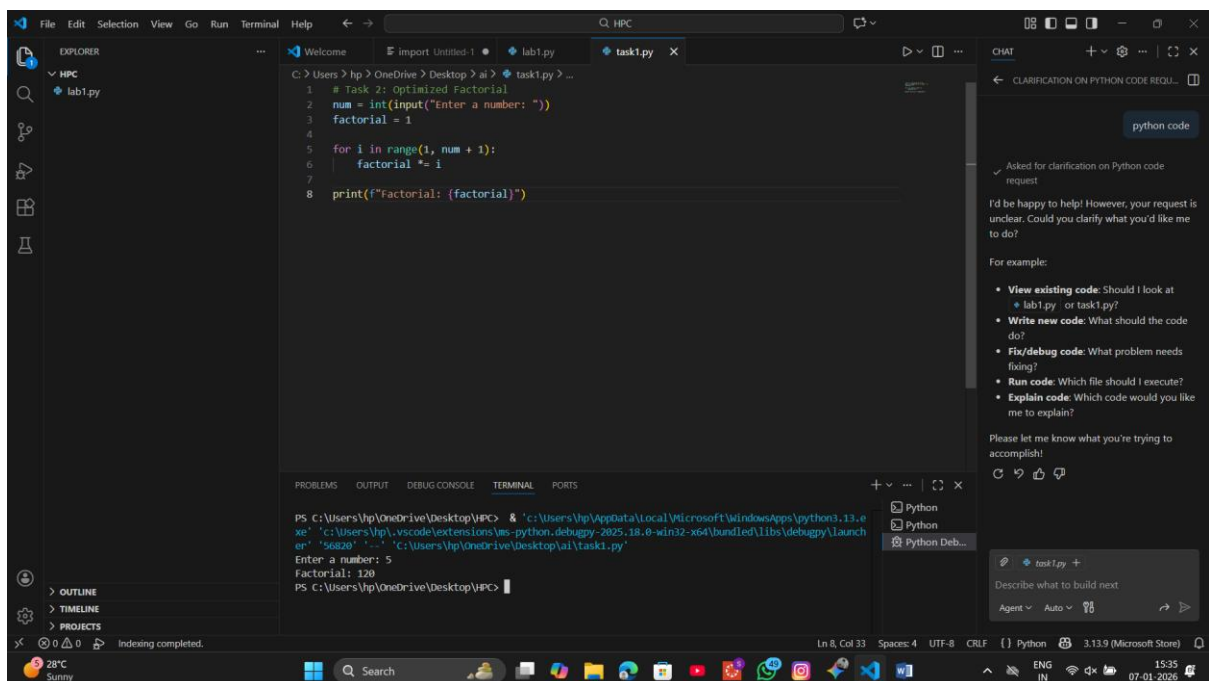 File Edit Selection View Go Run Terminal Help
HPC
EXPLORER
HPC
lab1.py
OUTLINE
TIMELINE
PROJECTS
Welcome
import Untitled-1
lab1.py
task1.py
C: > Users > hp > OneDrive > Desktop > ai > task1.py > ...
1 # Task 2: Optimized Factorial
2 num = int(input("Enter a number: "))
3 factorial = 1
4
5 for i in range(1, num + 1):
6 factorial *= i
7
8 print(f"Factorial: {factorial}")
PROBLEMS OUTPUT DEBUG CONSOLE TERMINAL PORTS
PS C:\Users\hp\OneDrive\Desktop\HPC> & 'c:\Users\hp\AppData\Local\Microsoft\WindowsApps\python3.13.e
xe' 'c:\Users\hp\.vscode\extensions\ms-python.debugpy-2025.18.0-win32-x64\bundled\libs\debugpy\launch
er' '56820' '--' 'C:\Users\hp\OneDrive\Desktop\ai\task1.py'
Enter a number: 5
Factorial: 120
PS C:\Users\hp\OneDrive\Desktop\HPC>
Python
Python
Python Deb...
CHAT
CLARIFICATION ON PYTHON CODE REQU...
python code
Asked for clarification on Python code
request
I'd be happy to help! However, your request is
unclear. Could you clarify what you'd like me
to do?
For example:
• View existing code: Should I look at
lab1.py or task1.py?
• Write new code: What should the code
do?
• Fix/debug code: What problem needs
fixing?
• Run code: Which file should I execute?
• Explain code: Which code would you like
me to explain?
Please let me know what you're trying to
accomplish!
task1.py
Describe what to build next
Agent Auto
0 0 Indexing completed.
Ln 8, Col 33 Spaces: 4 UTF-8 CRLF {} Python 3.13.9 (Microsoft Store)
5
28°C
Sunny
Search
49
ENG
IN
15:35
07-01-2026